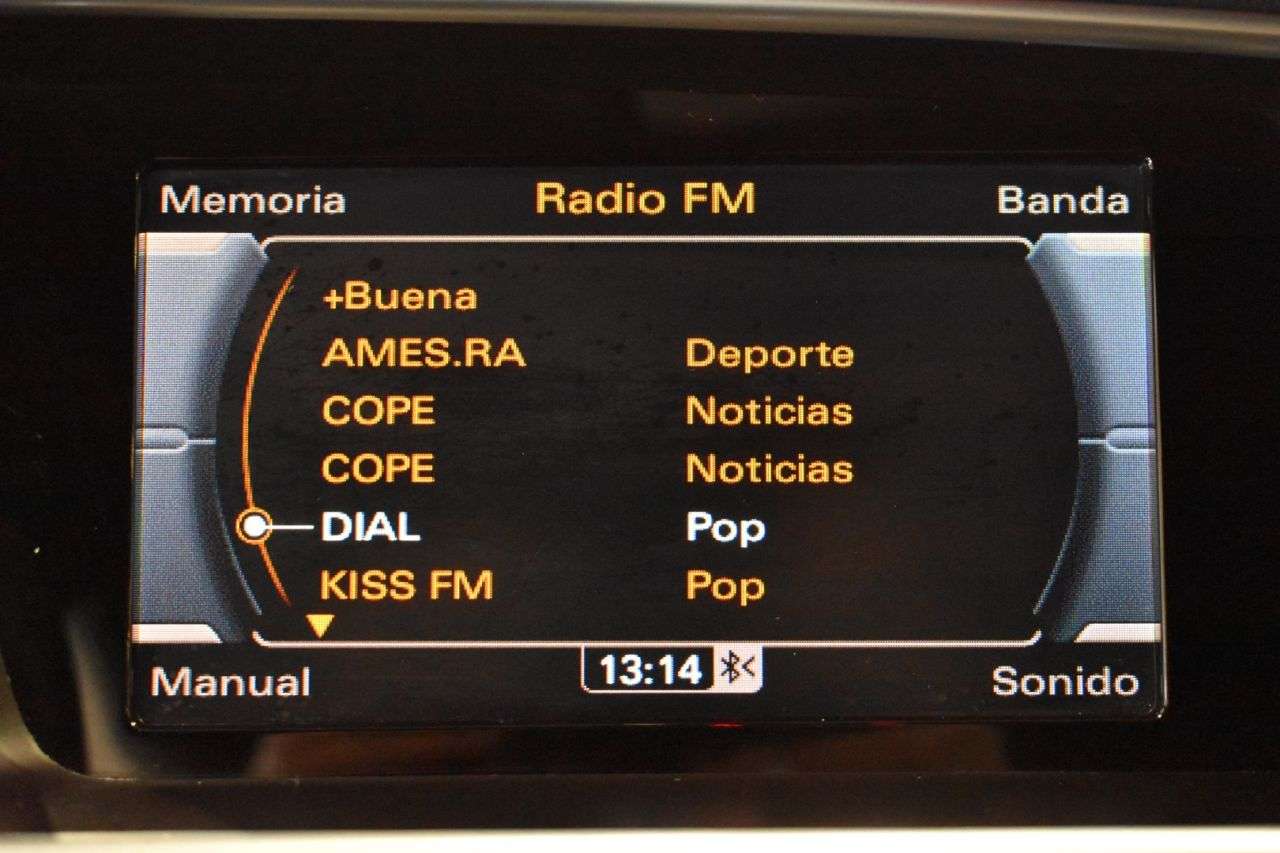 Memoria Radio FM Banda
+Buena
AMES.RA Deporte
COPE Noticias
COPE Noticias
DIAL Pop
KISS FM Pop
Manual 13:14 Sonido